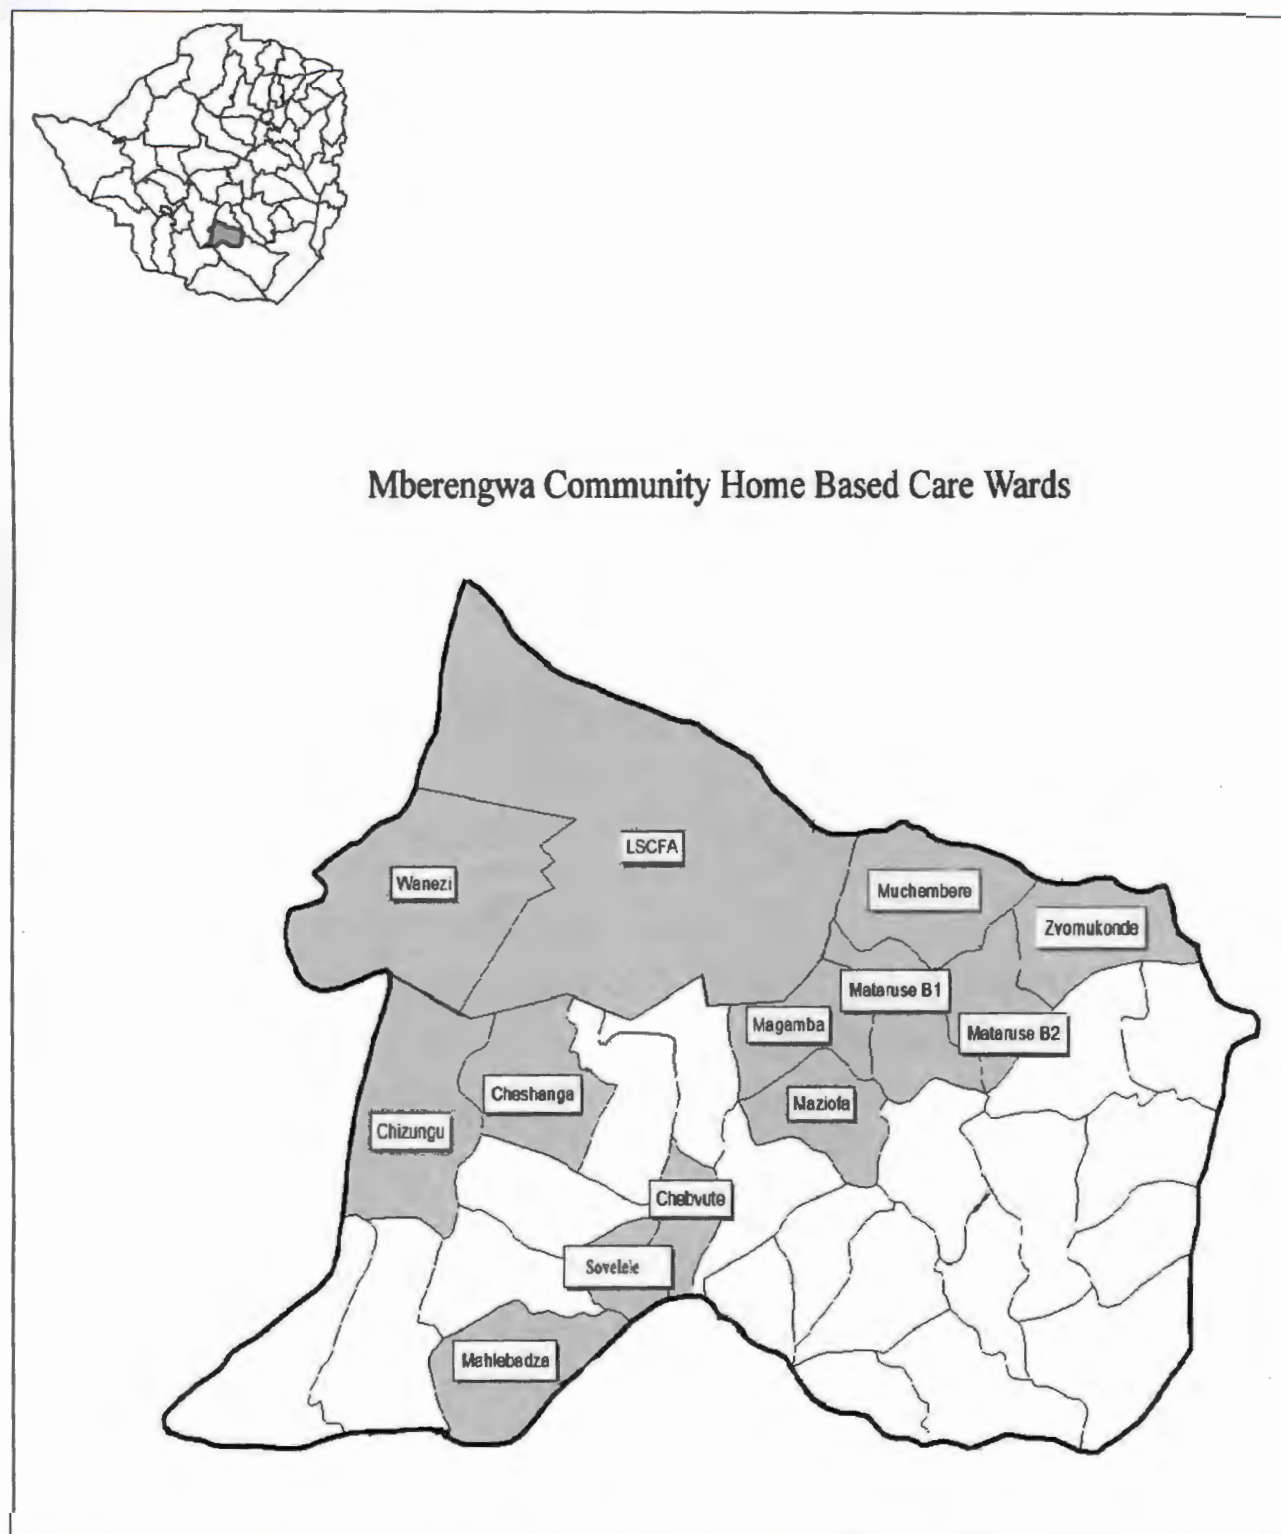 Mberengwa Community Home Based Care Wards
LSCFA
Wanezi
Muchembere
Zvomukonde
Mataruse B1
Magamba
Mataruse B2
Cheshanga
Maziofa
Chizungu
Chebvute
Sovelele
Mahlebadza